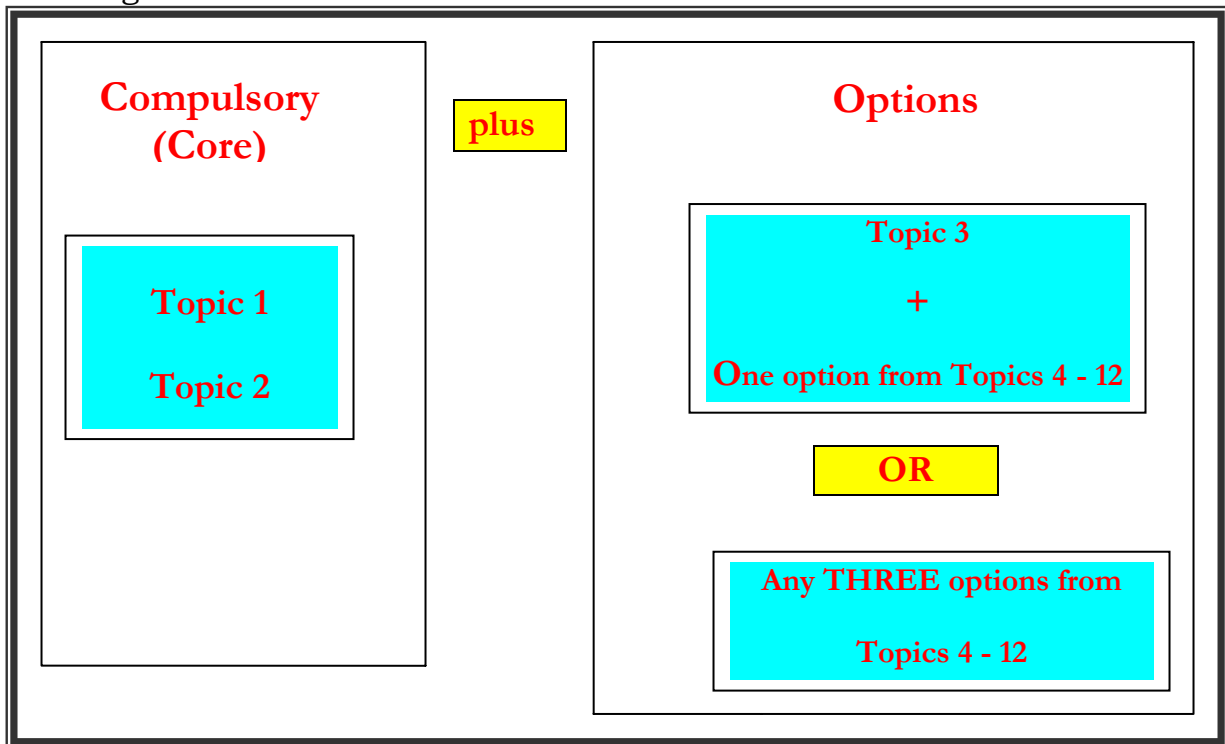 Compulsory
(Core)
plus
Options
Topic 1
Topic 2
Topic 3
+
One option from Topics 4 - 12
OR
Any THREE options from
Topics 4 - 12